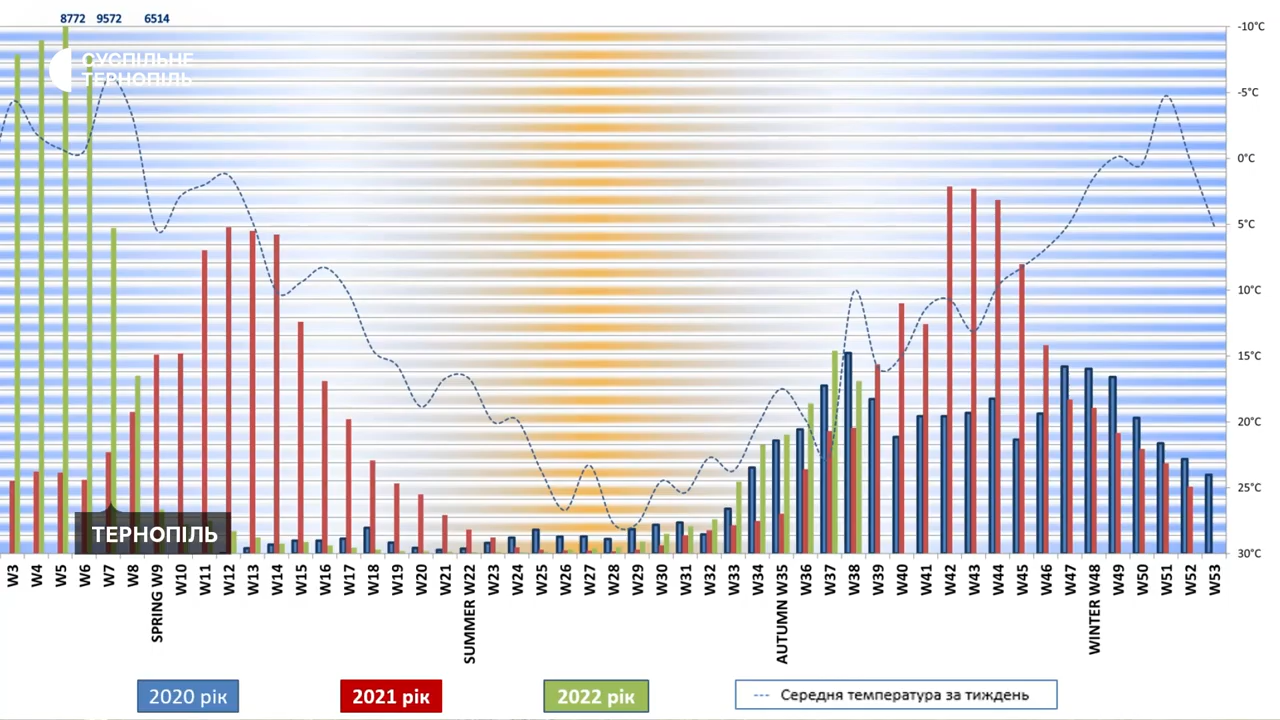 8772 9572 6514
СУСПІЛЬНЕ
ТЕРНОПІЛЬ
-10°C
-5°C
0°C
5°C
10°C
15°C
20°C
25°C
30°C
ТЕРНОПІЛЬ
W3 W4 W5 W6 W7 W8 SPRING W9 W10 W11 W12 W13 W14 W15 W16 W17 W18 W19 W20 W21 SUMMER W22 W23 W24 W25 W26 W27 W28 W29 W30 W31 W32 W33 W34 AUTUMN W35 W36 W37 W38 W39 W40 W41 W42 W43 W44 W45 W46 W47 WINTER W48 W49 W50 W51 W52 W53
2020 рік 2021 рік 2022 рік Середня температура за тиждень